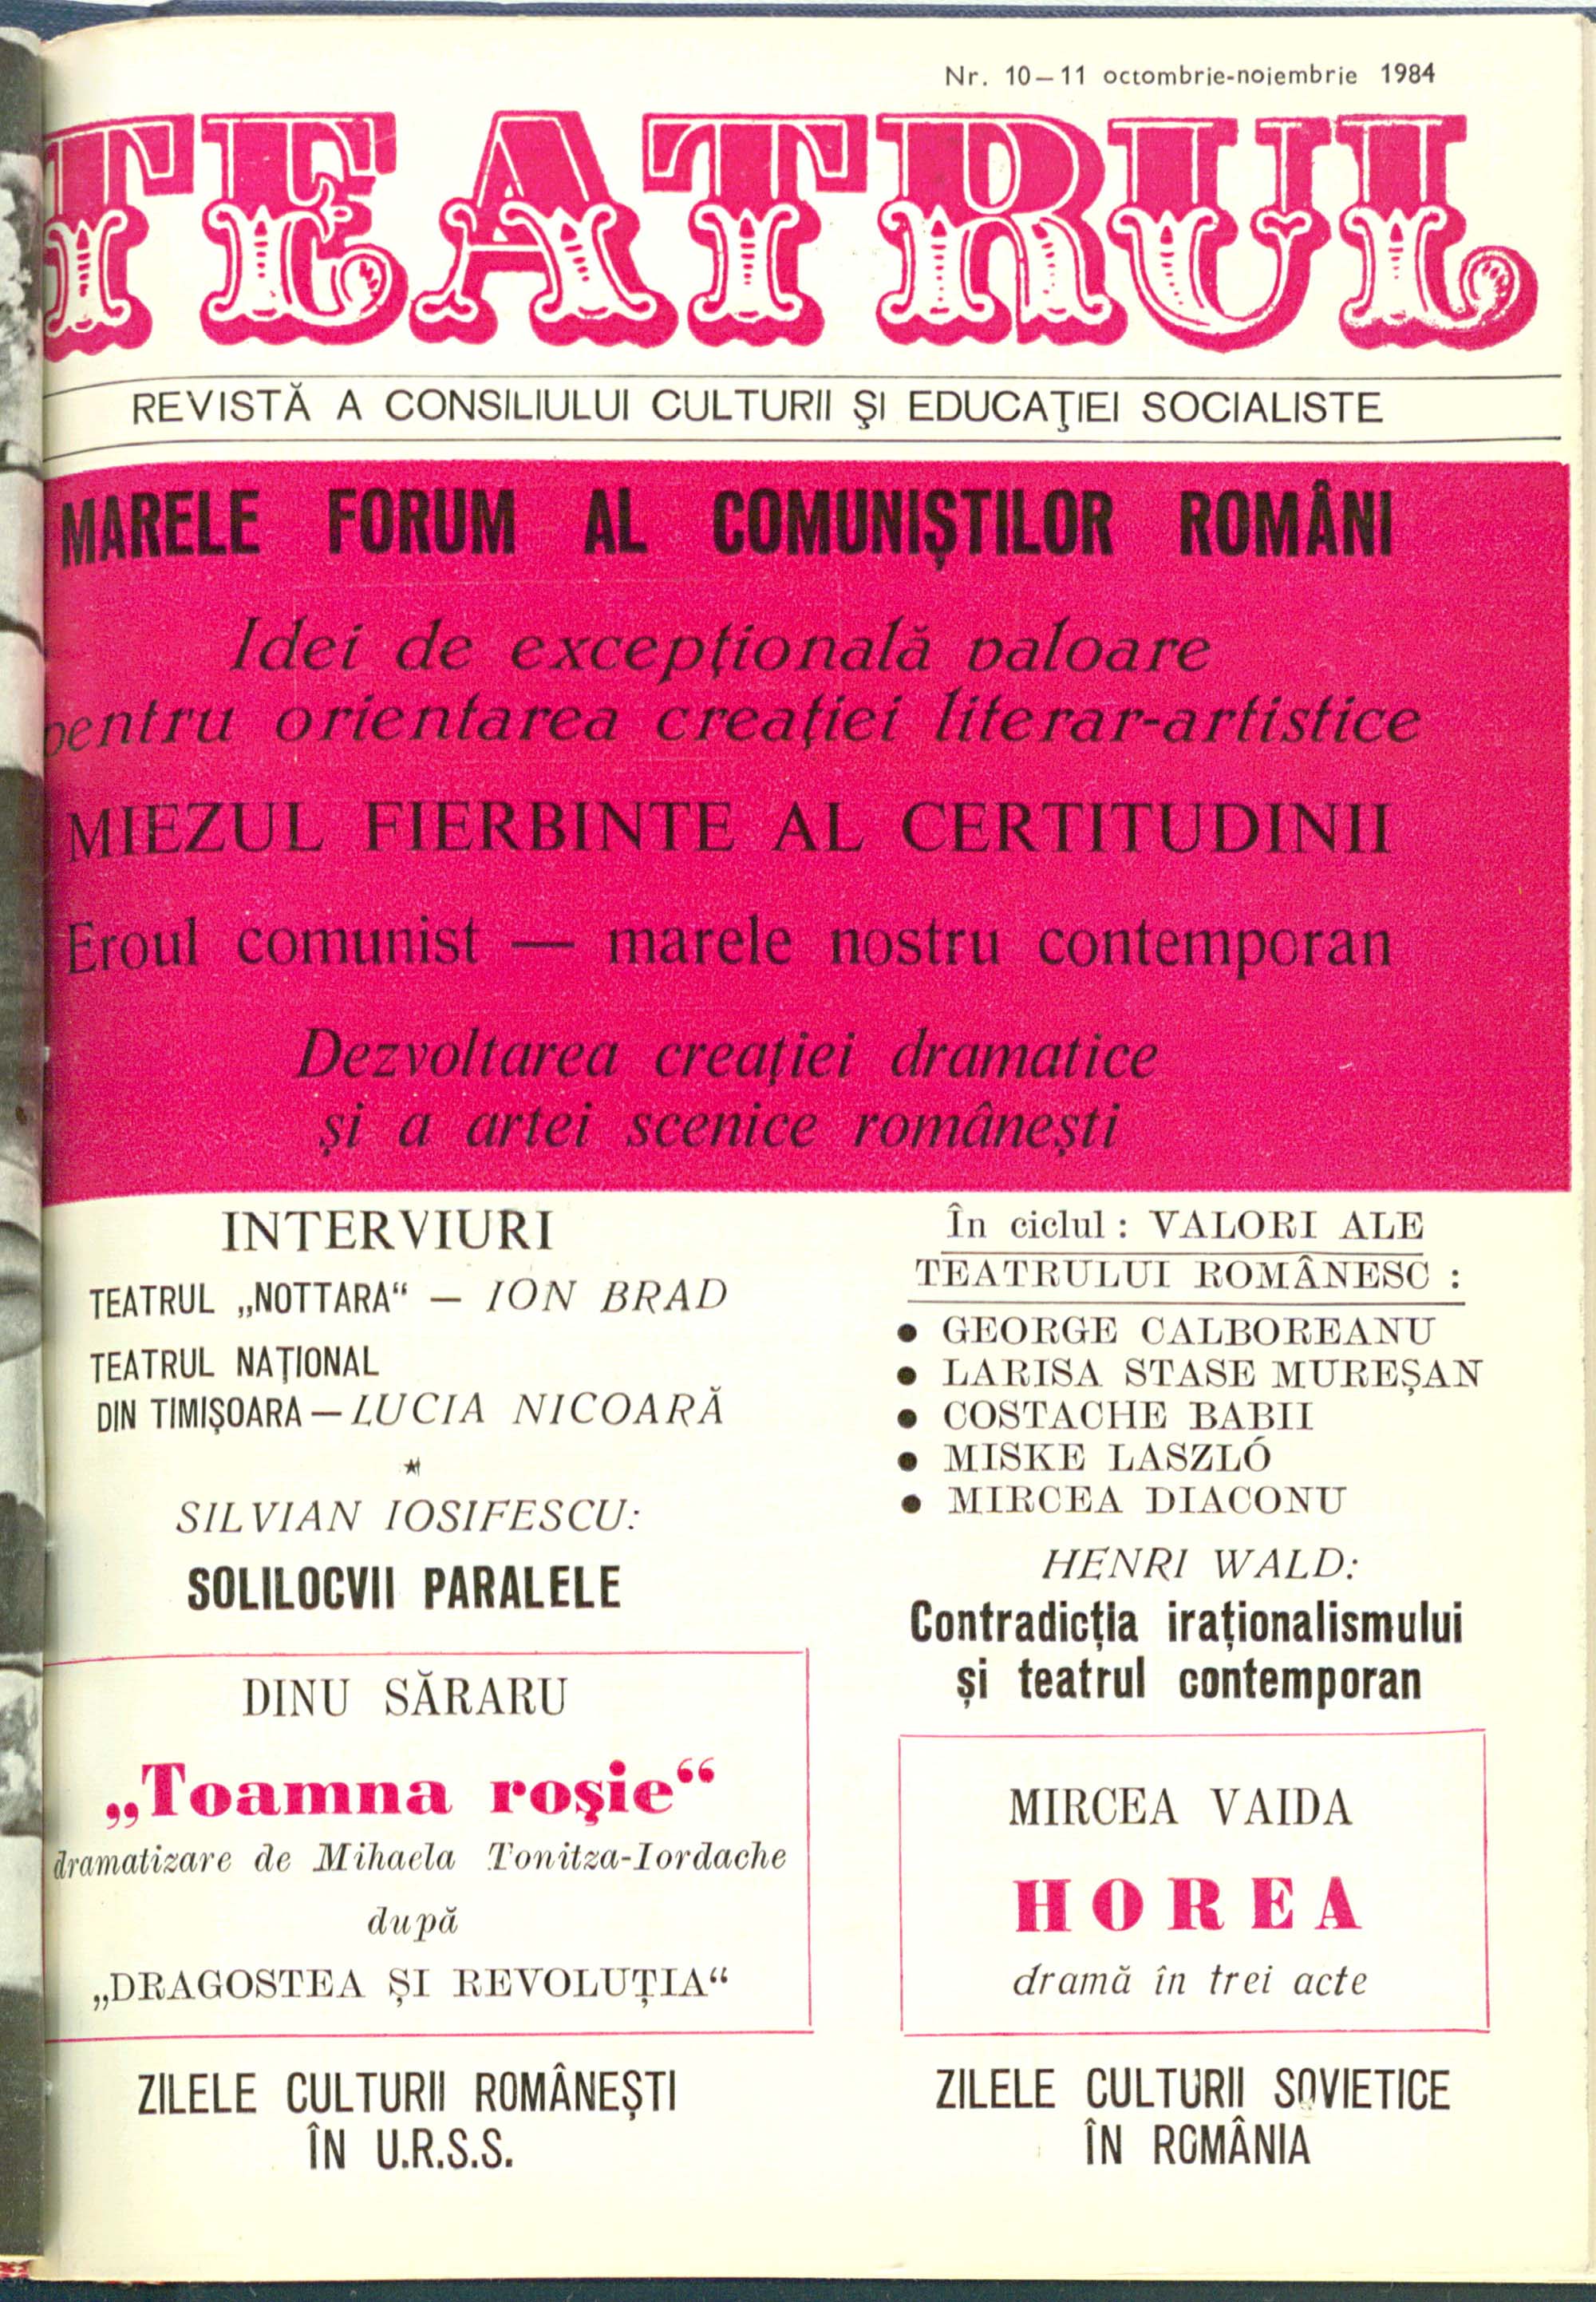 Nr. 10–11 octombrie-noiembrie 1984
TEATRUL
REVISTĂ A CONSILIULUI CULTURII ŞI EDUCAŢIEI SOCIALISTE
MARELE FORUM AL COMUNIŞTILOR ROMÂNI
Idei de excepţională valoare
pentru orientarea creaţiei literar-artistice
MIEZUL FIERBINTE AL CERTITUDINII
Eroul comunist — marele nostru contemporan
Dezvoltarea creaţiei dramatice
şi a artei scenice româneşti
INTERVIURI
TEATRUL „NOTTARA“ — ION BRAD
TEATRUL NAŢIONAL
DIN TIMIŞOARA — LUCIA NICOARĂ
★
SILVIAN IOSIFESCU:
SOLILOCVII PARALELE
DINU SĂRARU
„Toamna roşie“
dramatizare de Mihaela Tonitza-Iordache
după
„DRAGOSTEA ŞI REVOLUŢIA“
ZILELE CULTURII ROMÂNEŞTI
ÎN U.R.S.S.
În ciclul : VALORI ALE
TEATRULUI ROMÂNESC :
● GEORGE CALBOREANU
● LARISA STASE MUREŞAN
● COSTACHE BABII
● MISKE LASZLÓ
● MIRCEA DIACONU
HENRI WALD:
Contradicţia iraţionalismului
şi teatrul contemporan
MIRCEA VAIDA
HOREA
dramă în trei acte
ZILELE CULTURII SOVIETICE
ÎN ROMÂNIA